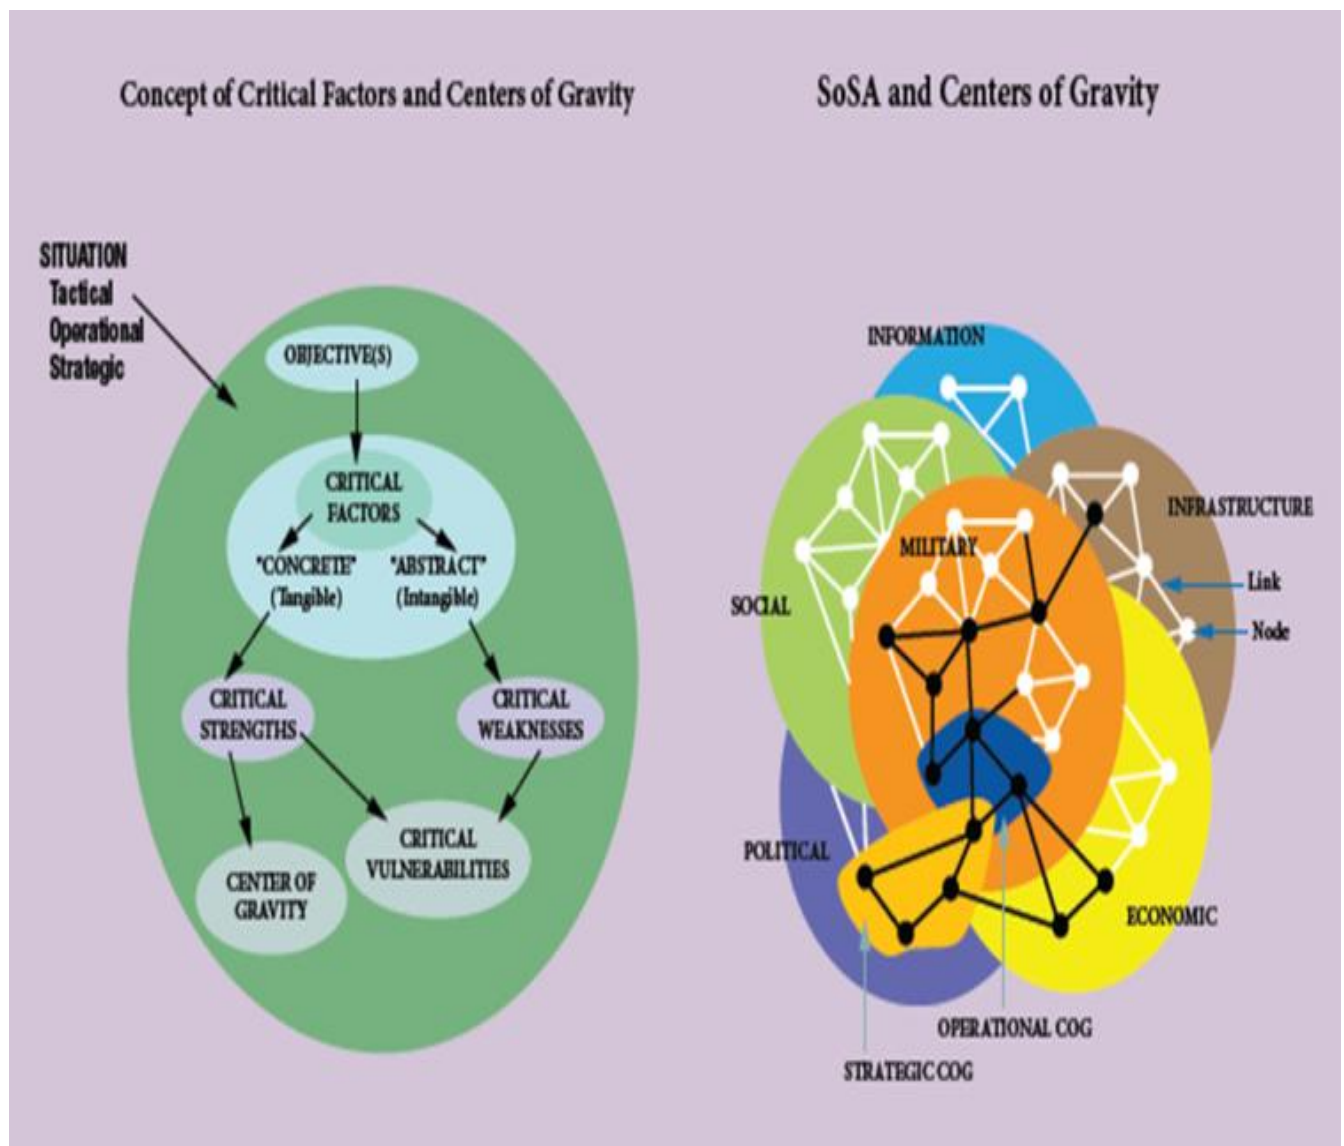 Concept of Critical Factors and Centers of Gravity
SITUATION
Tactical
Operational
Strategic
OBJECTIVE(S)
CRITICAL
FACTORS
"CONCRETE"
(Tangible)
"ABSTRACT"
(Intangible)
CRITICAL
STRENGTHS
CRITICAL
WEAKNESSES
CRITICAL
VULNERABILITIES
CENTER OF
GRAVITY
SoSA and Centers of Gravity
INFORMATION
INFRASTRUCTURE
MILITARY
Link
SOCIAL
Node
POLITICAL
ECONOMIC
OPERATIONAL COG
STRATEGIC COG